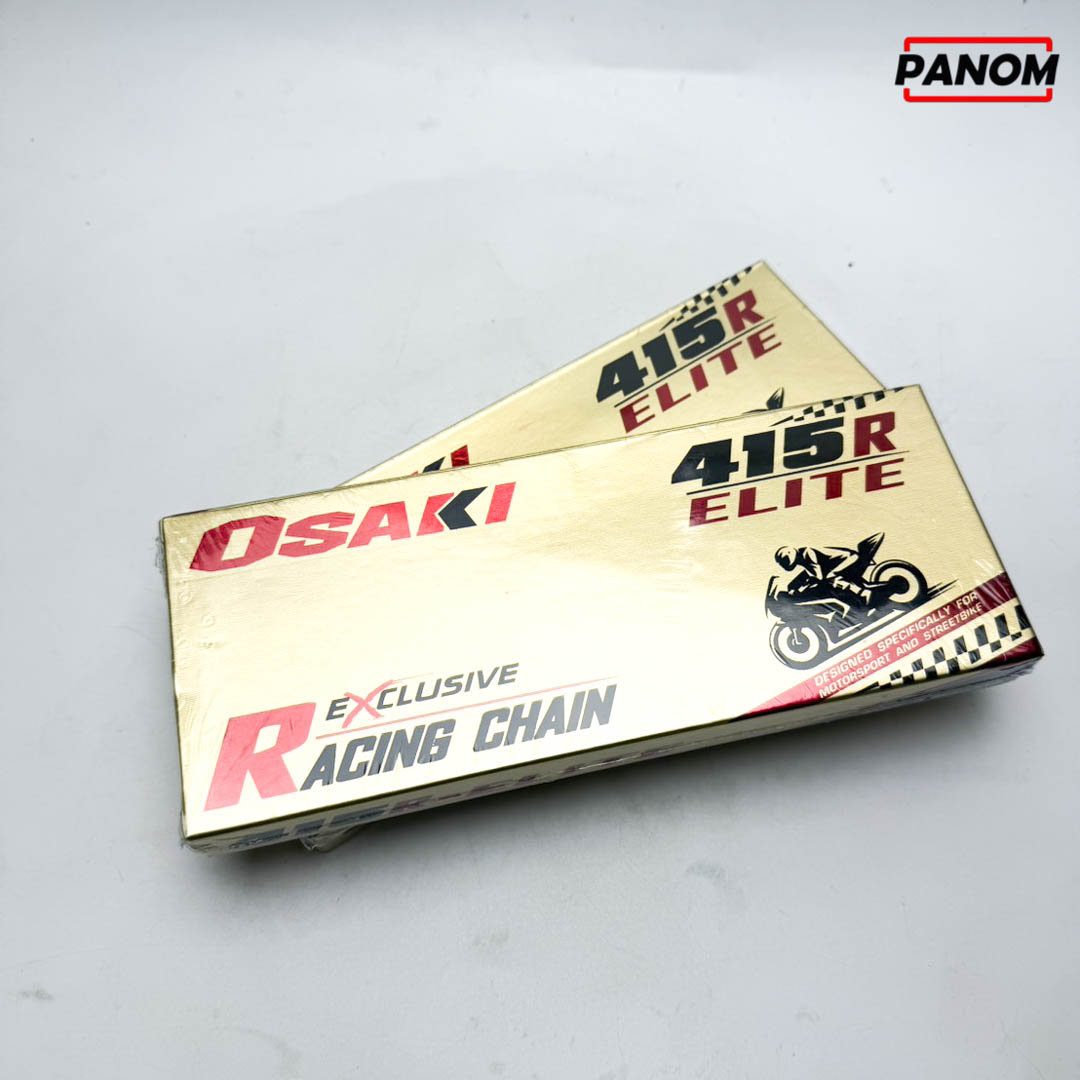 PANOM
415R
ELITE
OSAKI
415R
ELITE
DESIGNED SPECIFICALLY FOR
MOTORSPORT AND STREETBIKE
EXCLUSIVE
RACING CHAIN